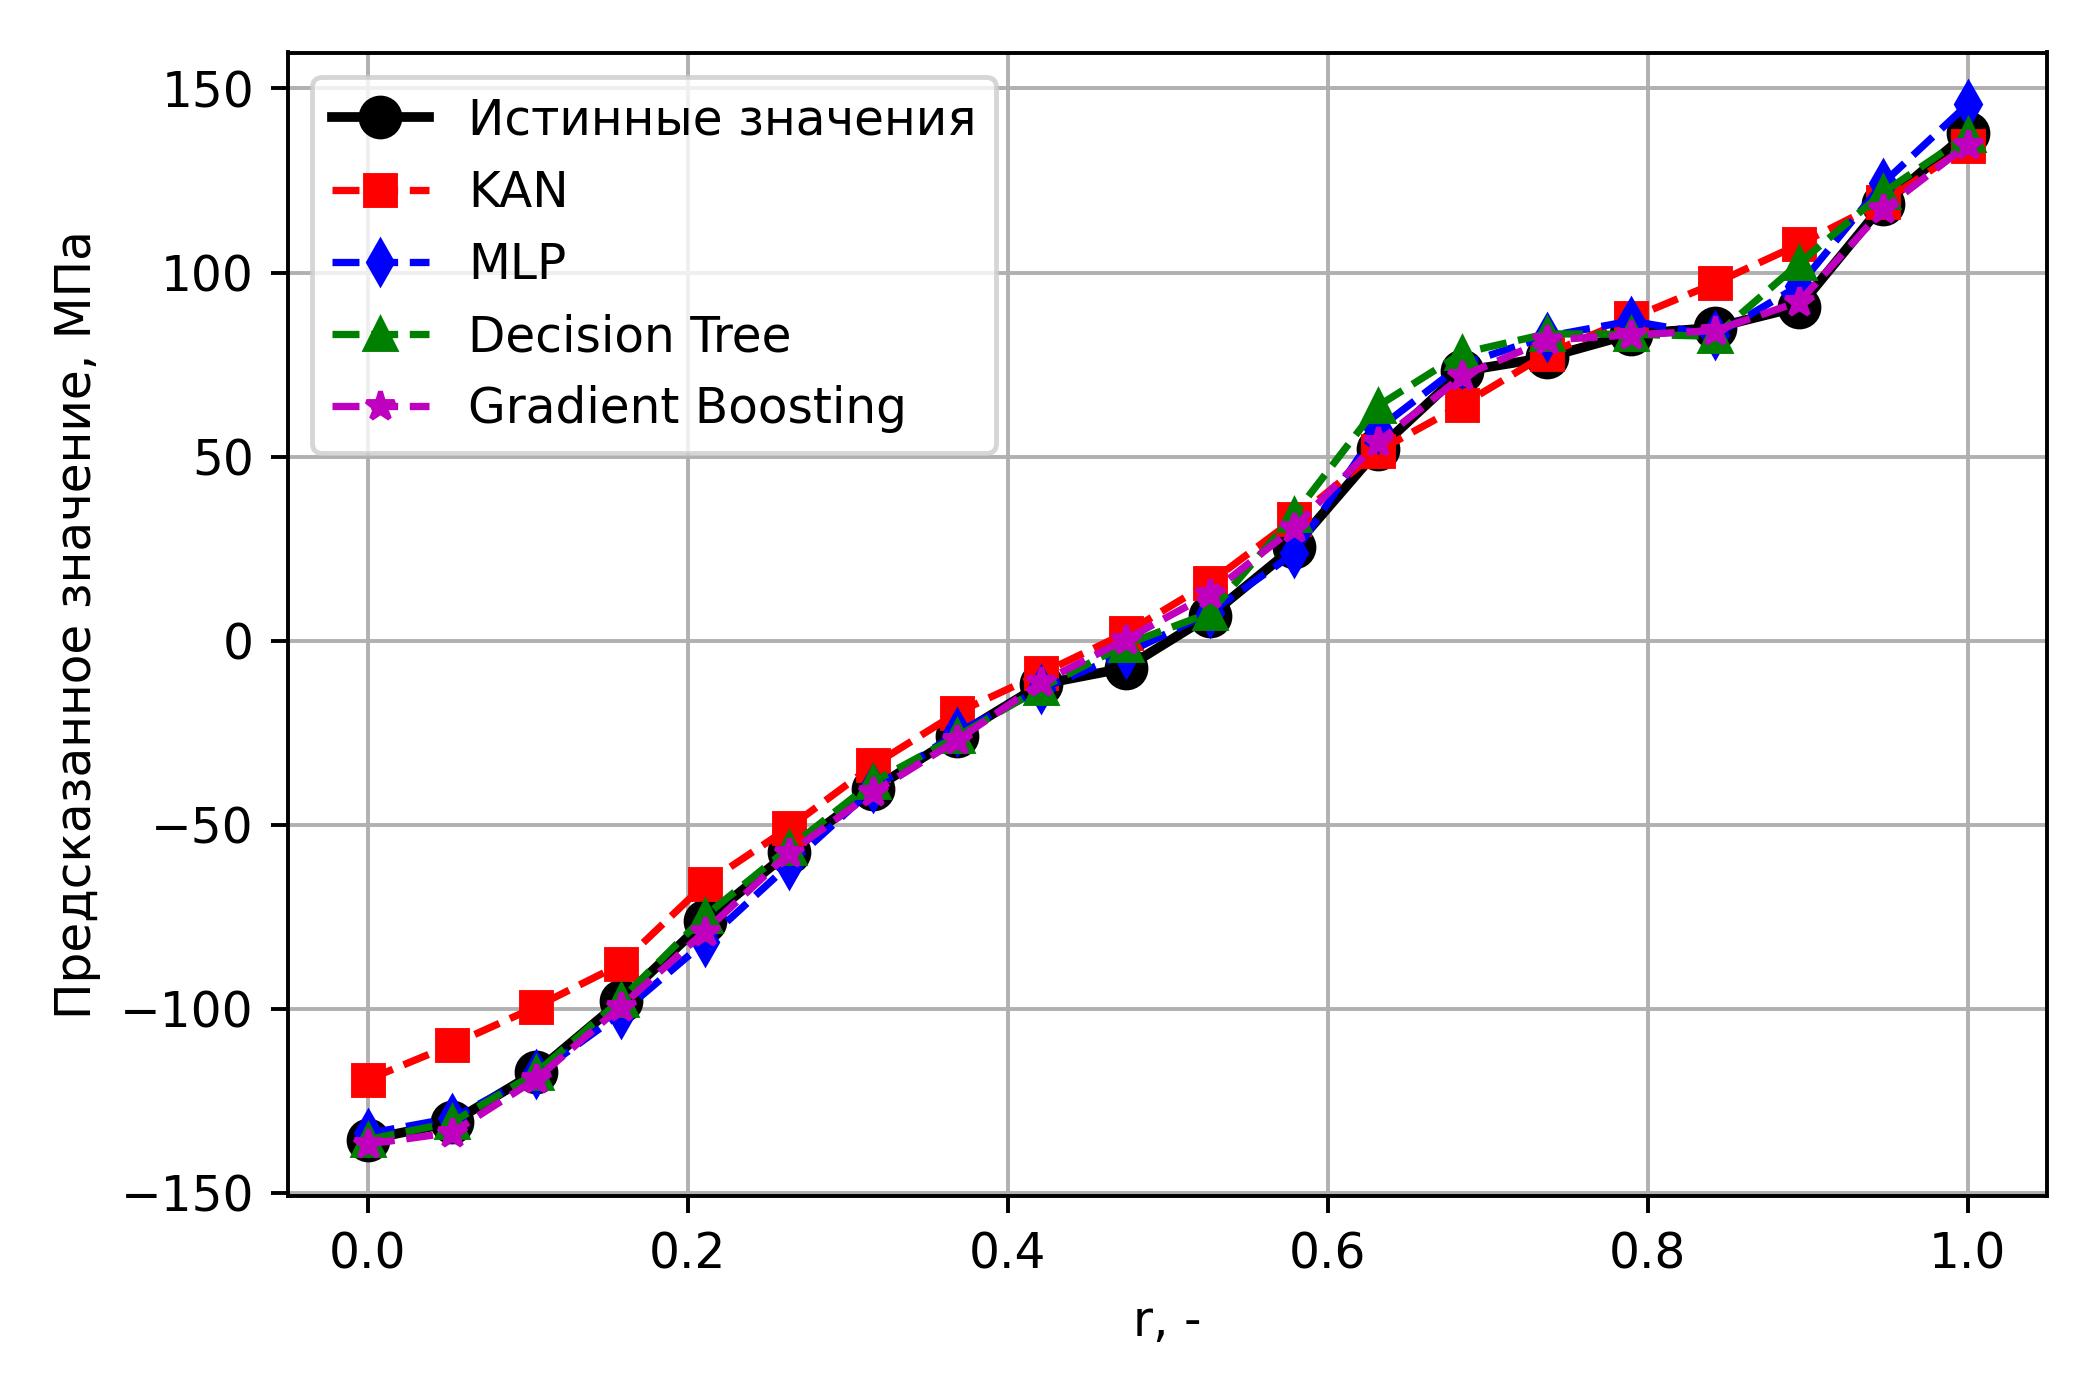 Предсказанное значение, МПа
150
100
50
0
−50
−100
−150
Истинные значения
KAN
MLP
Decision Tree
Gradient Boosting
0.0 0.2 0.4 0.6 0.8 1.0
r, -